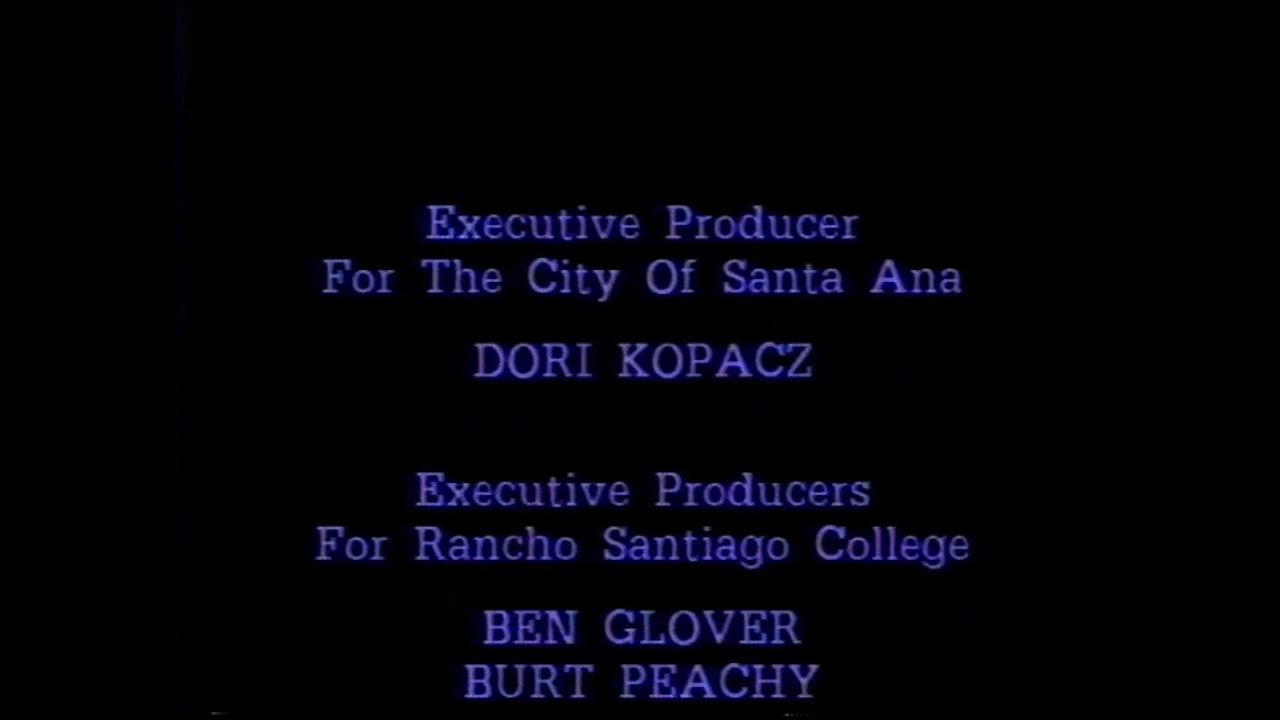 Executive Producer
For The City Of Santa Ana
DORI KOPACZ
Executive Producers
For Rancho Santiago College
BEN GLOVER
BURT PEACHY